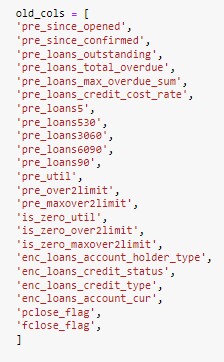 old_cols = [
'pre_since_opened',
'pre_since_confirmed',
'pre_loans_outstanding',
'pre_loans_total_overdue',
'pre_loans_max_overdue_sum',
'pre_loans_credit_cost_rate',
'pre_loans5',
'pre_loans530',
'pre_loans3060',
'pre_loans6090',
'pre_loans90',
'pre_util',
'pre_over2limit',
'pre_maxover2limit',
'is_zero_util',
'is_zero_over2limit',
'is_zero_maxover2limit',
'enc_loans_account_holder_type',
'enc_loans_credit_status',
'enc_loans_credit_type',
'enc_loans_account_cur',
'pclose_flag',
'fclose_flag',
]